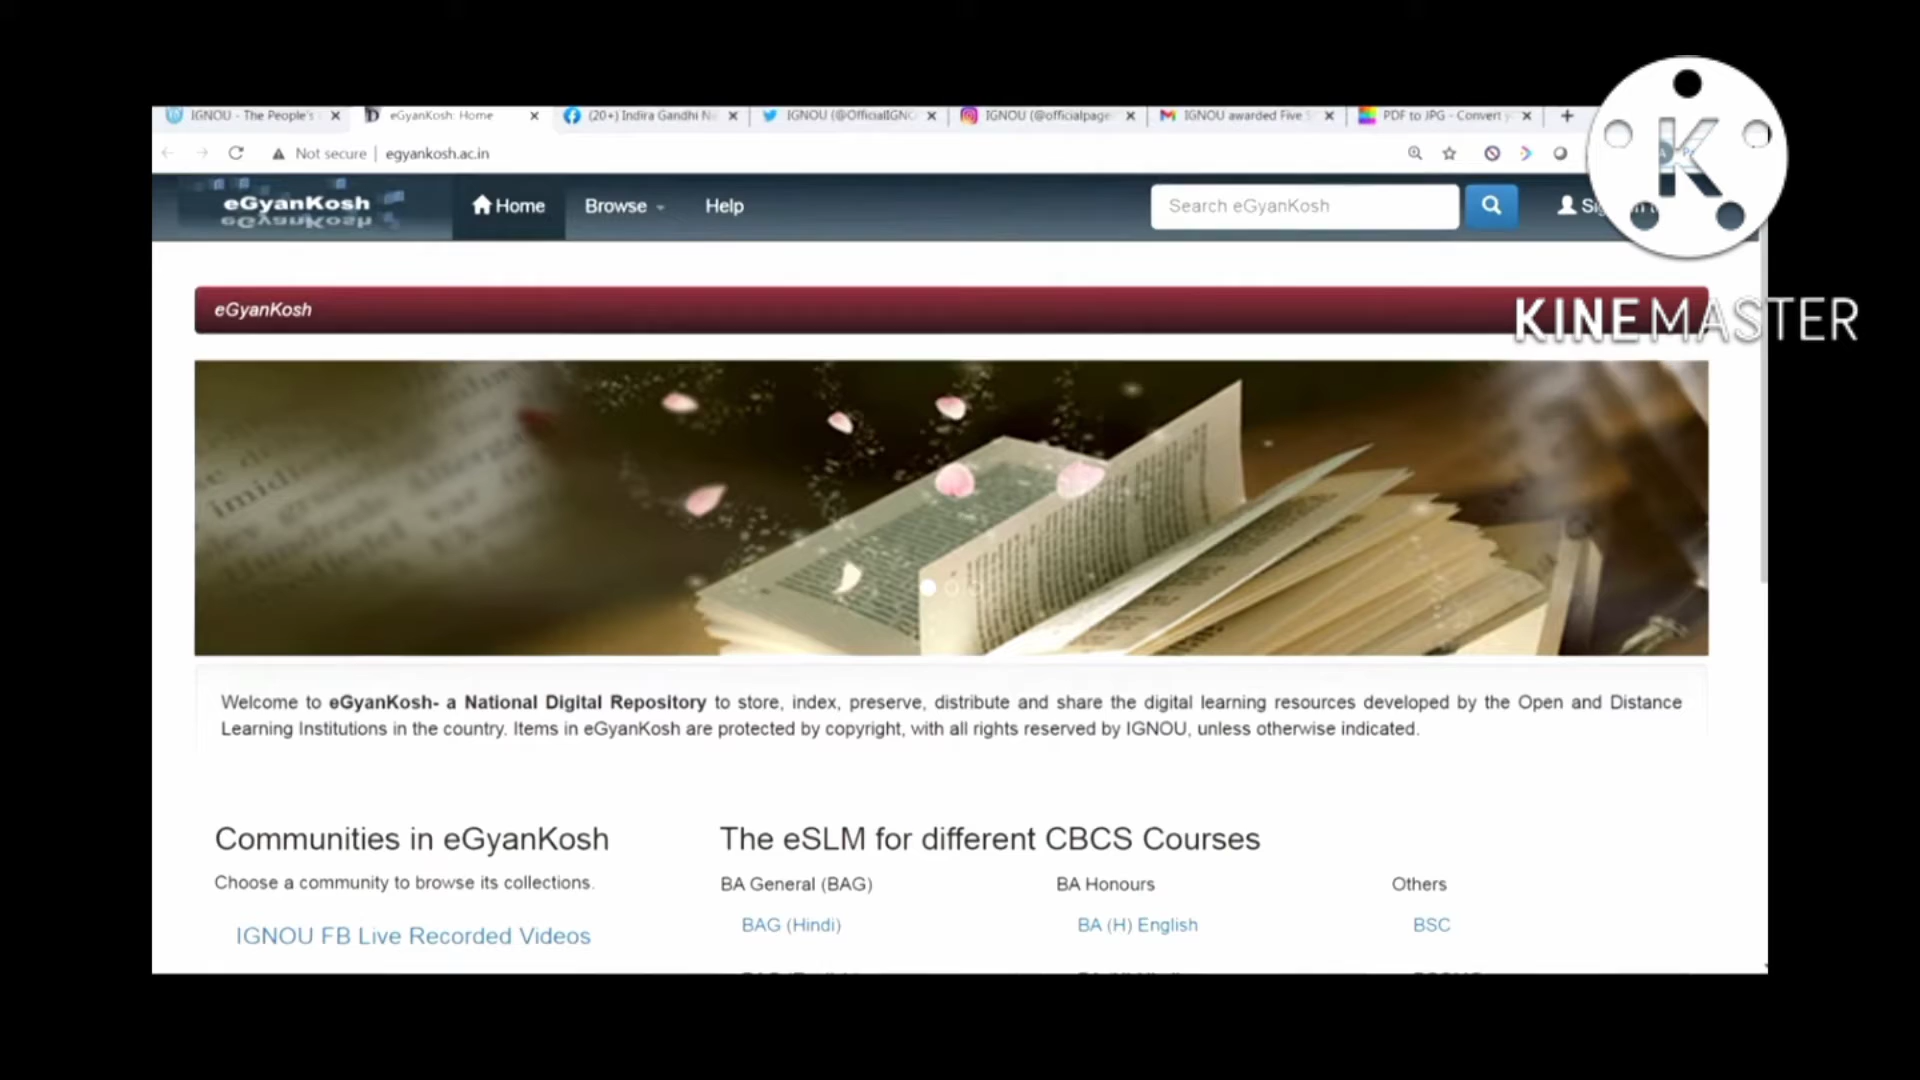 IGNOU - The People's
eGyanKosh: Home
(20+) Indira Gandhi Na
IGNOU (@OfficialIGNO
IGNOU (@officialpage
IGNOU awarded Five
PDF to JPG - Convert
Not secure | egyankosh.ac.in
eGyanKosh
Home
Browse
Help
Search eGyanKosh
K
KINEMASTER
eGyanKosh
Welcome to eGyanKosh- a National Digital Repository to store, index, preserve, distribute and share the digital learning resources developed by the Open and Distance
Learning Institutions in the country. Items in eGyanKosh are protected by copyright, with all rights reserved by IGNOU, unless otherwise indicated.
Communities in eGyanKosh
Choose a community to browse its collections.
IGNOU FB Live Recorded Videos
The eSLM for different CBCS Courses
BA General (BAG)
BA Honours
Others
BAG (Hindi)
BA (H) English
BSC